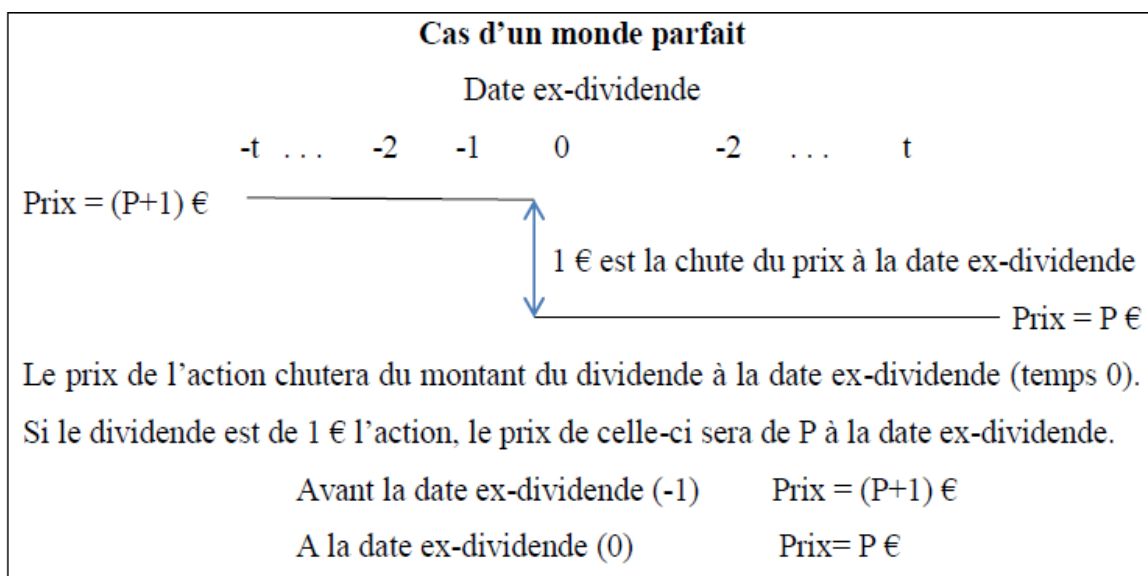 Cas d'un monde parfait
Date ex-dividende
-t ... -2 -1 0 -2 ... t
Prix = (P+1) €
1 € est la chute du prix à la date ex-dividende
Prix = P €
Le prix de l'action chutera du montant du dividende à la date ex-dividende (temps 0).
Si le dividende est de 1 € l'action, le prix de celle-ci sera de P à la date ex-dividende.
Avant la date ex-dividende (-1) Prix = (P+1) €
A la date ex-dividende (0) Prix= P €